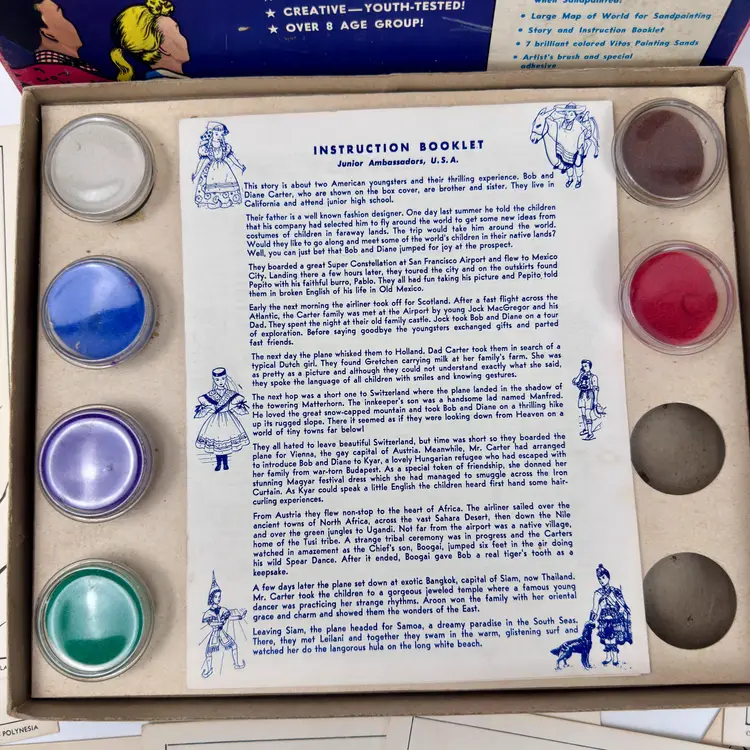 ★ CREATIVE—YOUTH-TESTED!
★ OVER 8 AGE GROUP!
when Sandpainted!
• Large Map of World for Sandpainting
• Story and Instruction Booklet
• 7 brilliant colored Vitos Painting Sands
• Artist's brush and special
adhesive
INSTRUCTION BOOKLET
Junior Ambassadors, U.S.A.
This story is about two American youngsters and their thrilling experience. Bob and
Diane Carter, who are shown on the box cover, are brother and sister. They live in
California and attend junior high school.
Their father is a well known fashion designer. One day last summer he told the children
that his company had selected him to fly around the world to get some new ideas from
costumes of children in faraway lands. The trip would take him around the world.
Would they like to go along and meet some of the world's children in their native lands?
Well, you can just bet that Bob and Diane jumped for joy at the prospect.
They boarded a great Super Constellation at San Francisco Airport and flew to Mexico
City. Landing there a few hours later, they toured the city and on the outskirts found
Pepito with his faithful burro, Pablo. They all had fun taking his picture and Pepito told
them in broken English of his life in Old Mexico.
Early the next morning the airliner took off for Scotland. After a fast flight across the
Atlantic, the Carter family was met at the Airport by young Jock MacGregor and his
Dad. They spent the night at their old family castle. Jock took Bob and Diane on a tour
of exploration. Before saying goodbye the youngsters exchanged gifts and parted
fast friends.
The next day the plane whisked them to Holland. Dad Carter took them in search of a
typical Dutch girl. They found Gretchen carrying milk at her family's farm. She was
as pretty as a picture and although they could not understand exactly what she said,
they spoke the language of all children with smiles and knowing gestures.
The next hop was a short one to Switzerland where the plane landed in the shadow of
the towering Matterhorn. The innkeeper's son was a handsome lad named Manfred.
He loved the great snow-capped mountain and took Bob and Diane on a thrilling hike
up its rugged slope. There it seemed as if they were looking down from Heaven on a
world of tiny towns far below!
They all hated to leave beautiful Switzerland, but time was short so they boarded the
plane for Vienna, the gay capital of Austria. Meanwhile, Mr. Carter had arranged
to introduce Bob and Diane to Kyar, a lovely Hungarian refugee who had escaped with
her family from war-torn Budapest. As a special token of friendship, she donned her
stunning Magyar festival dress which she had managed to smuggle across the Iron
Curtain. As Kyar could speak a little English the children heard first hand some hair-
curling experiences.
From Austria they flew non-stop to the heart of Africa. The airliner sailed over the
ancient towns of North Africa, across the vast Sahara Desert, then down the Nile
and over the green jungles to Ugandi. Not far from the airport was a native village,
home of the Tusi tribe. A strange tribal ceremony was in progress and the Carters
watched in amazement as the Chief's son, Boogai, jumped six feet in the air doing
his wild Spear Dance. After it ended, Boogai gave Bob a real tiger's tooth as a
keepsake.
A few days later the plane set down at exotic Bangkok, capital of Siam, now Thailand.
Mr. Carter took the children to a gorgeous jeweled temple where a famous young
dancer was practicing her strange rhythms. Aroon won the family with her oriental
grace and charm and showed them the wonders of the East.
Leaving Siam, the plane headed for Samoa, a dreamy paradise in the South Seas.
There, they met Leilani and together they swam in the warm, glistening surf and
watched her do the langorous hula on the long white beach.
POLYNESIA